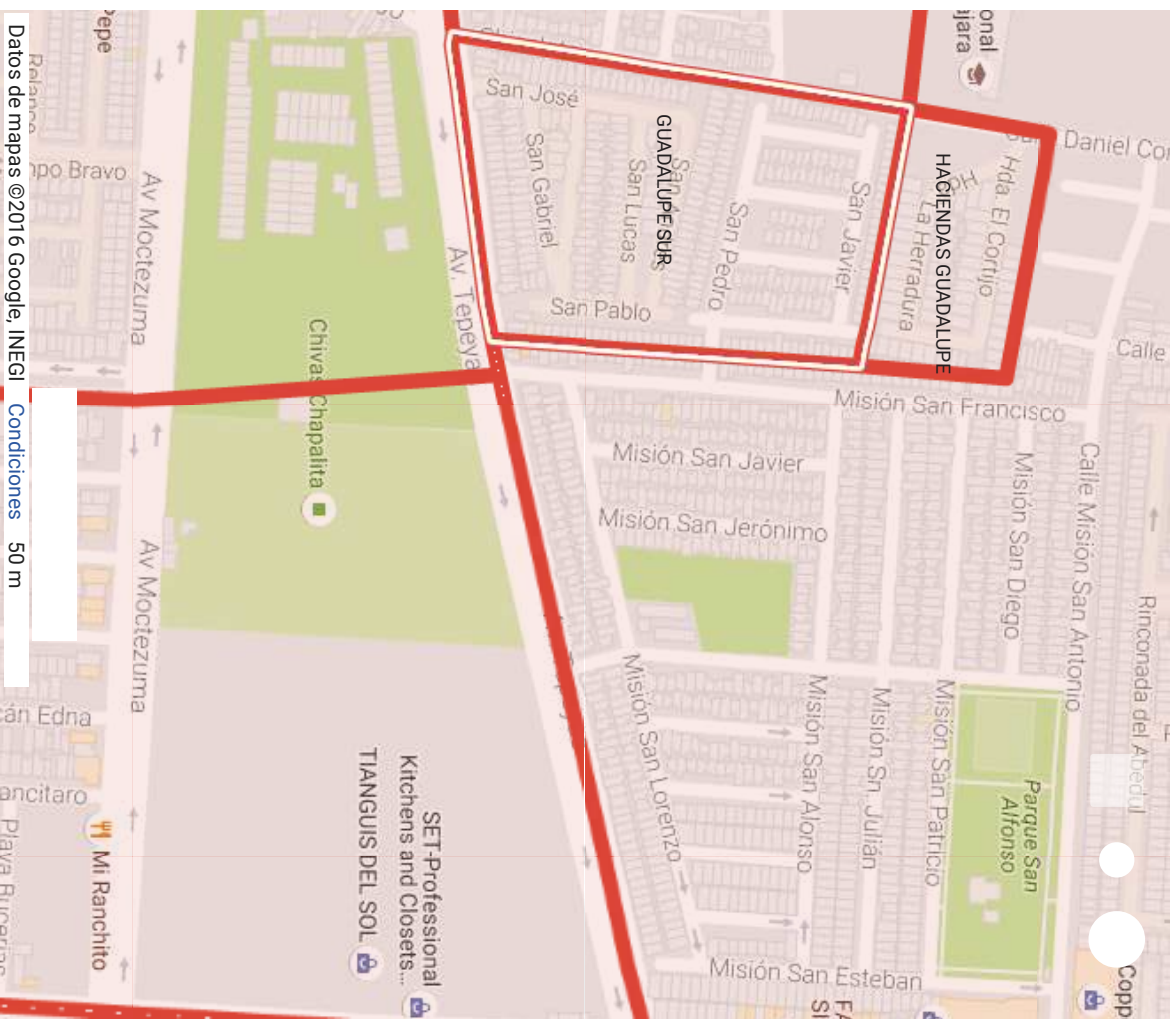 Datos de mapas ©2016 Google, INEGI Condiciones 50 m
Av Moctezuma
Chivas Chapalita
Av. Tepeya
San José
San Gabriel
San Lucas
GUADALUPE SUR
San Pedro
San Javier
San Pablo
HACIENDAS GUADALUPE
PH
La Herradura
Hda. El Cortijo
Daniel Co
onal
ajara
Calle
Misión San Francisco
Misión San Javier
Misión San Jerónimo
Misión San Diego
Calle Misión San Antonio
Rinconada del Abedul
Av Moctezuma
Misión San Lorenzo
Misión San Alonso
Misión Sn. Julián
Misión San Patricio
Parque San
Alfonso
Misión San Esteban
SET-Professional
Kitchens and Closets...
TIANGUIS DEL SOL
Mi Ranchito
Playa Bucerias
ancitaro
án Edna
po Bravo
Pepe
Copp